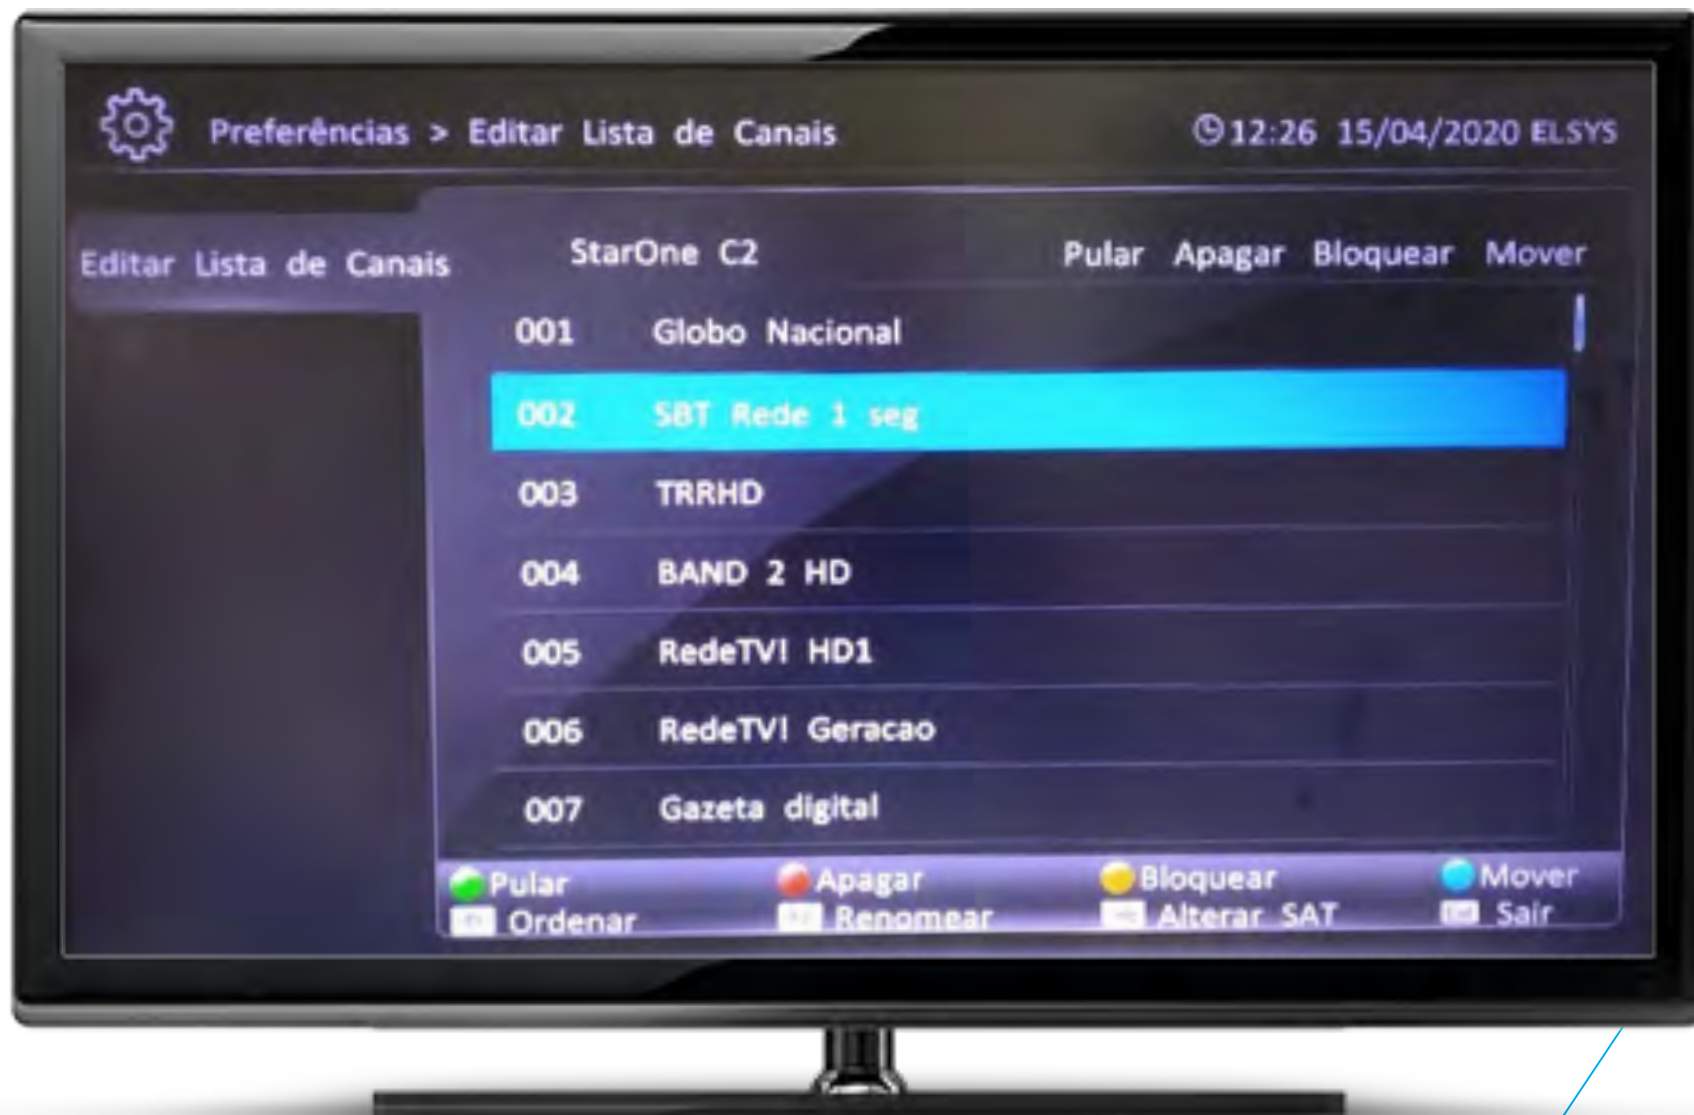 Preferências > Editar Lista de Canais 12:26 15/04/2020 ELSYS
Editar Lista de Canais
StarOne C2 Pular Apagar Bloquear Mover
001 Globo Nacional
002 SBT Rede 1 seg
003 TRRHD
004 BAND 2 HD
005 RedeTV! HD1
006 RedeTV! Geracao
007 Gazeta digital
Pular Apagar Bloquear Mover
Ordenar Renomear Alterar SAT Sair